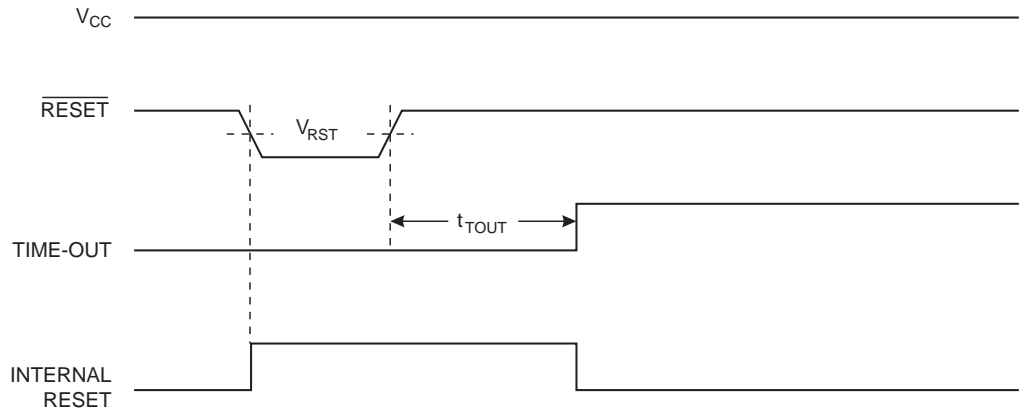 VCC
RESET
VRST
tTOUT
TIME-OUT
INTERNAL
RESET